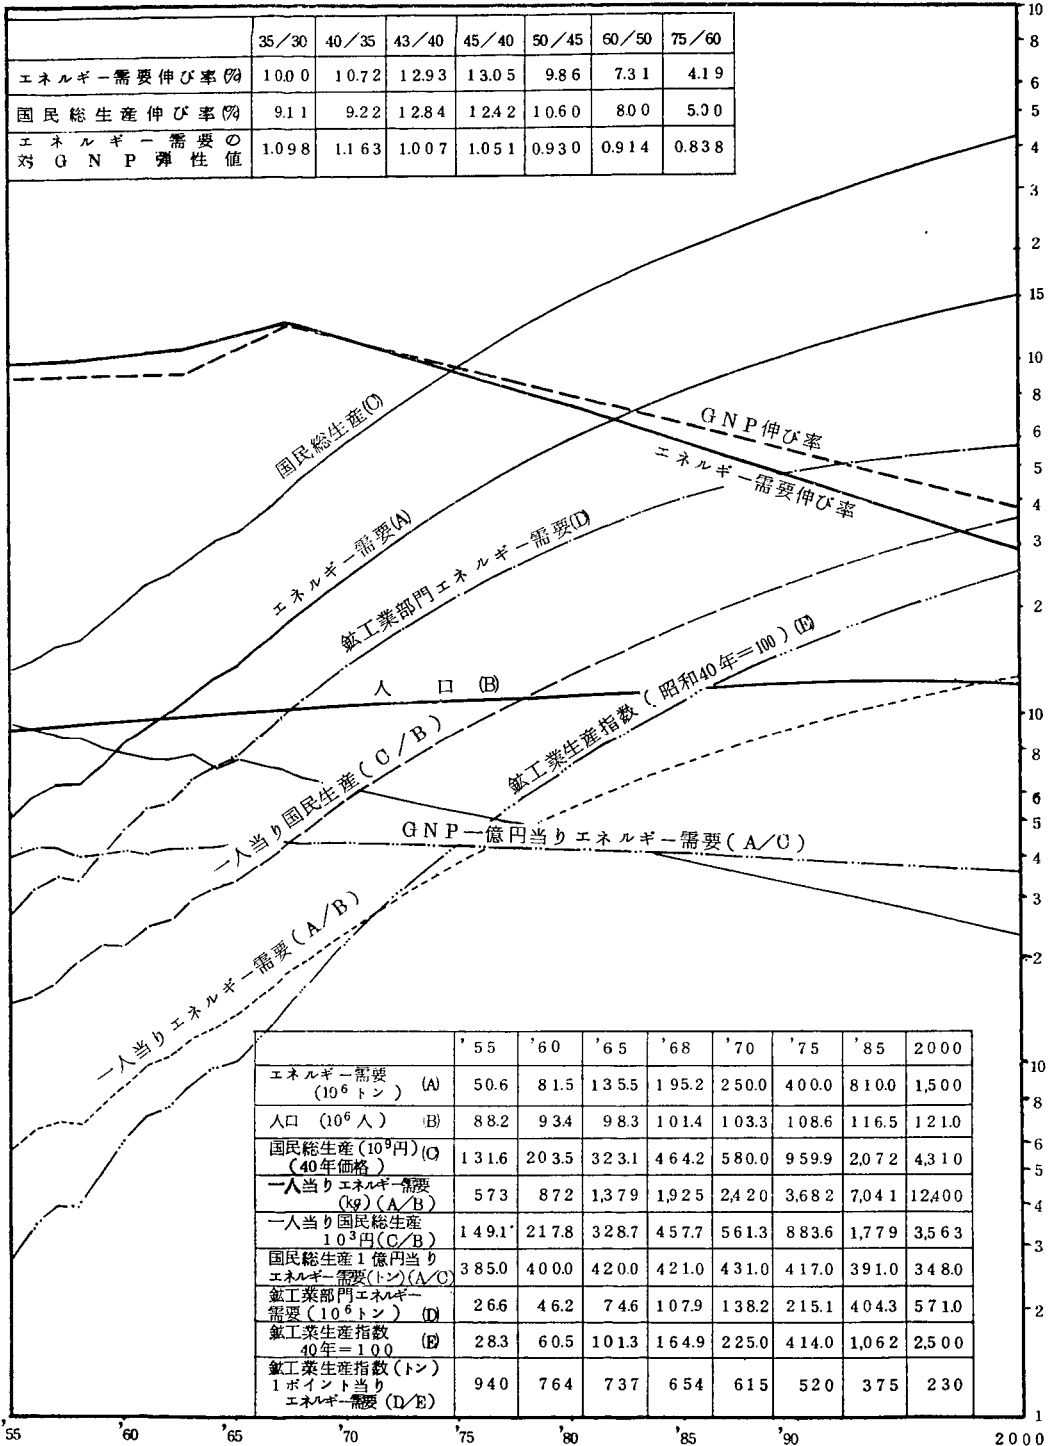 35/30 40/35 43/40 45/40 50/45 60/50 75/60
エネルギー需要伸び率(%) 10.00 10.72 12.93 13.05 9.86 7.31 4.19
国民総生産伸び率(%) 9.11 9.22 12.84 12.42 10.60 8.00 5.00
エネルギー需要の
対GNP弾性値 1.098 1.163 1.007 1.051 0.930 0.914 0.838
10
8
6
5
4
3
2
15
10
8
6
5
4
3
2
10
8
6
5
4
3
2
10
8
6
5
4
3
2
1
国民総生産(C)
GNP伸び率
エネルギー需要伸び率
エネルギー需要(A)
鉱工業部門エネルギー需要(D)
人口(B)
鉱工業生産指数(昭和40年=100)(E)
一人当り国民生産(C/B)
GNP一億円当りエネルギー需要(A/C)
一人当りエネルギー需要(A/B)
'55 '60 '65 '68 '70 '75 '85 2000
エネルギー需要
(10⁶トン) (A) 50.6 81.5 135.5 195.2 250.0 400.0 810.0 1,500
人口 (10⁶人) (B) 88.2 93.4 98.3 101.4 103.3 108.6 116.5 121.0
国民総生産(10⁹円)(C)
(40年価格) 131.6 203.5 323.1 464.2 580.0 959.9 2,072 4,310
一人当りエネルギー需要
(kg)(A/B) 573 872 1,379 1,925 2,420 3,682 7,041 12,400
一人当り国民総生産
10³円(C/B) 149.1 217.8 328.7 457.7 561.3 883.6 1,779 3,563
国民総生産1億円当り
エネルギー需要(トン)(A/C) 385.0 400.0 420.0 421.0 431.0 417.0 391.0 348.0
鉱工業部門エネルギー
需要(10⁶トン) (D) 26.6 46.2 74.6 107.9 138.2 215.1 404.3 571.0
鉱工業生産指数
40年=100 (E) 28.3 60.5 101.3 164.9 225.0 414.0 1,062 2,500
鉱工業生産指数(トン)
1ポイント当り
エネルギー需要(D/E) 940 764 737 654 615 520 375 230
'55 '60 '65 '70 '75 '80 '85 '90 2000